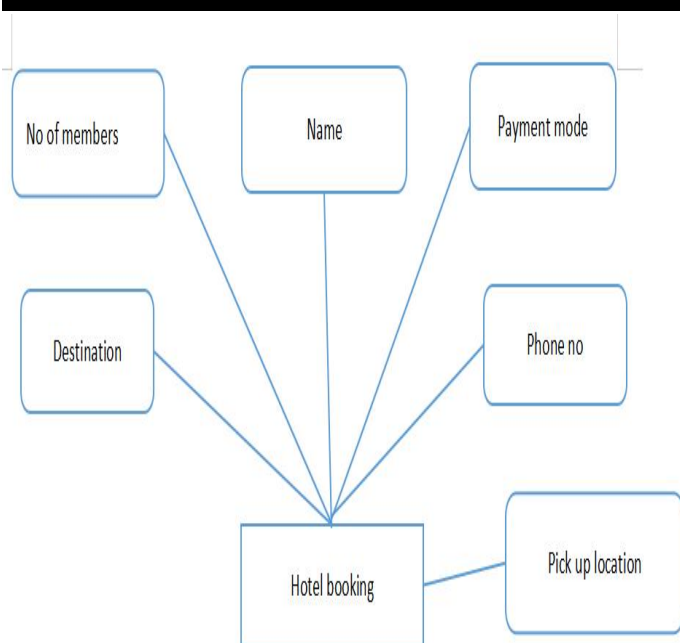 No of members
Name
Payment mode
Destination
Phone no
Pick up location
Hotel booking